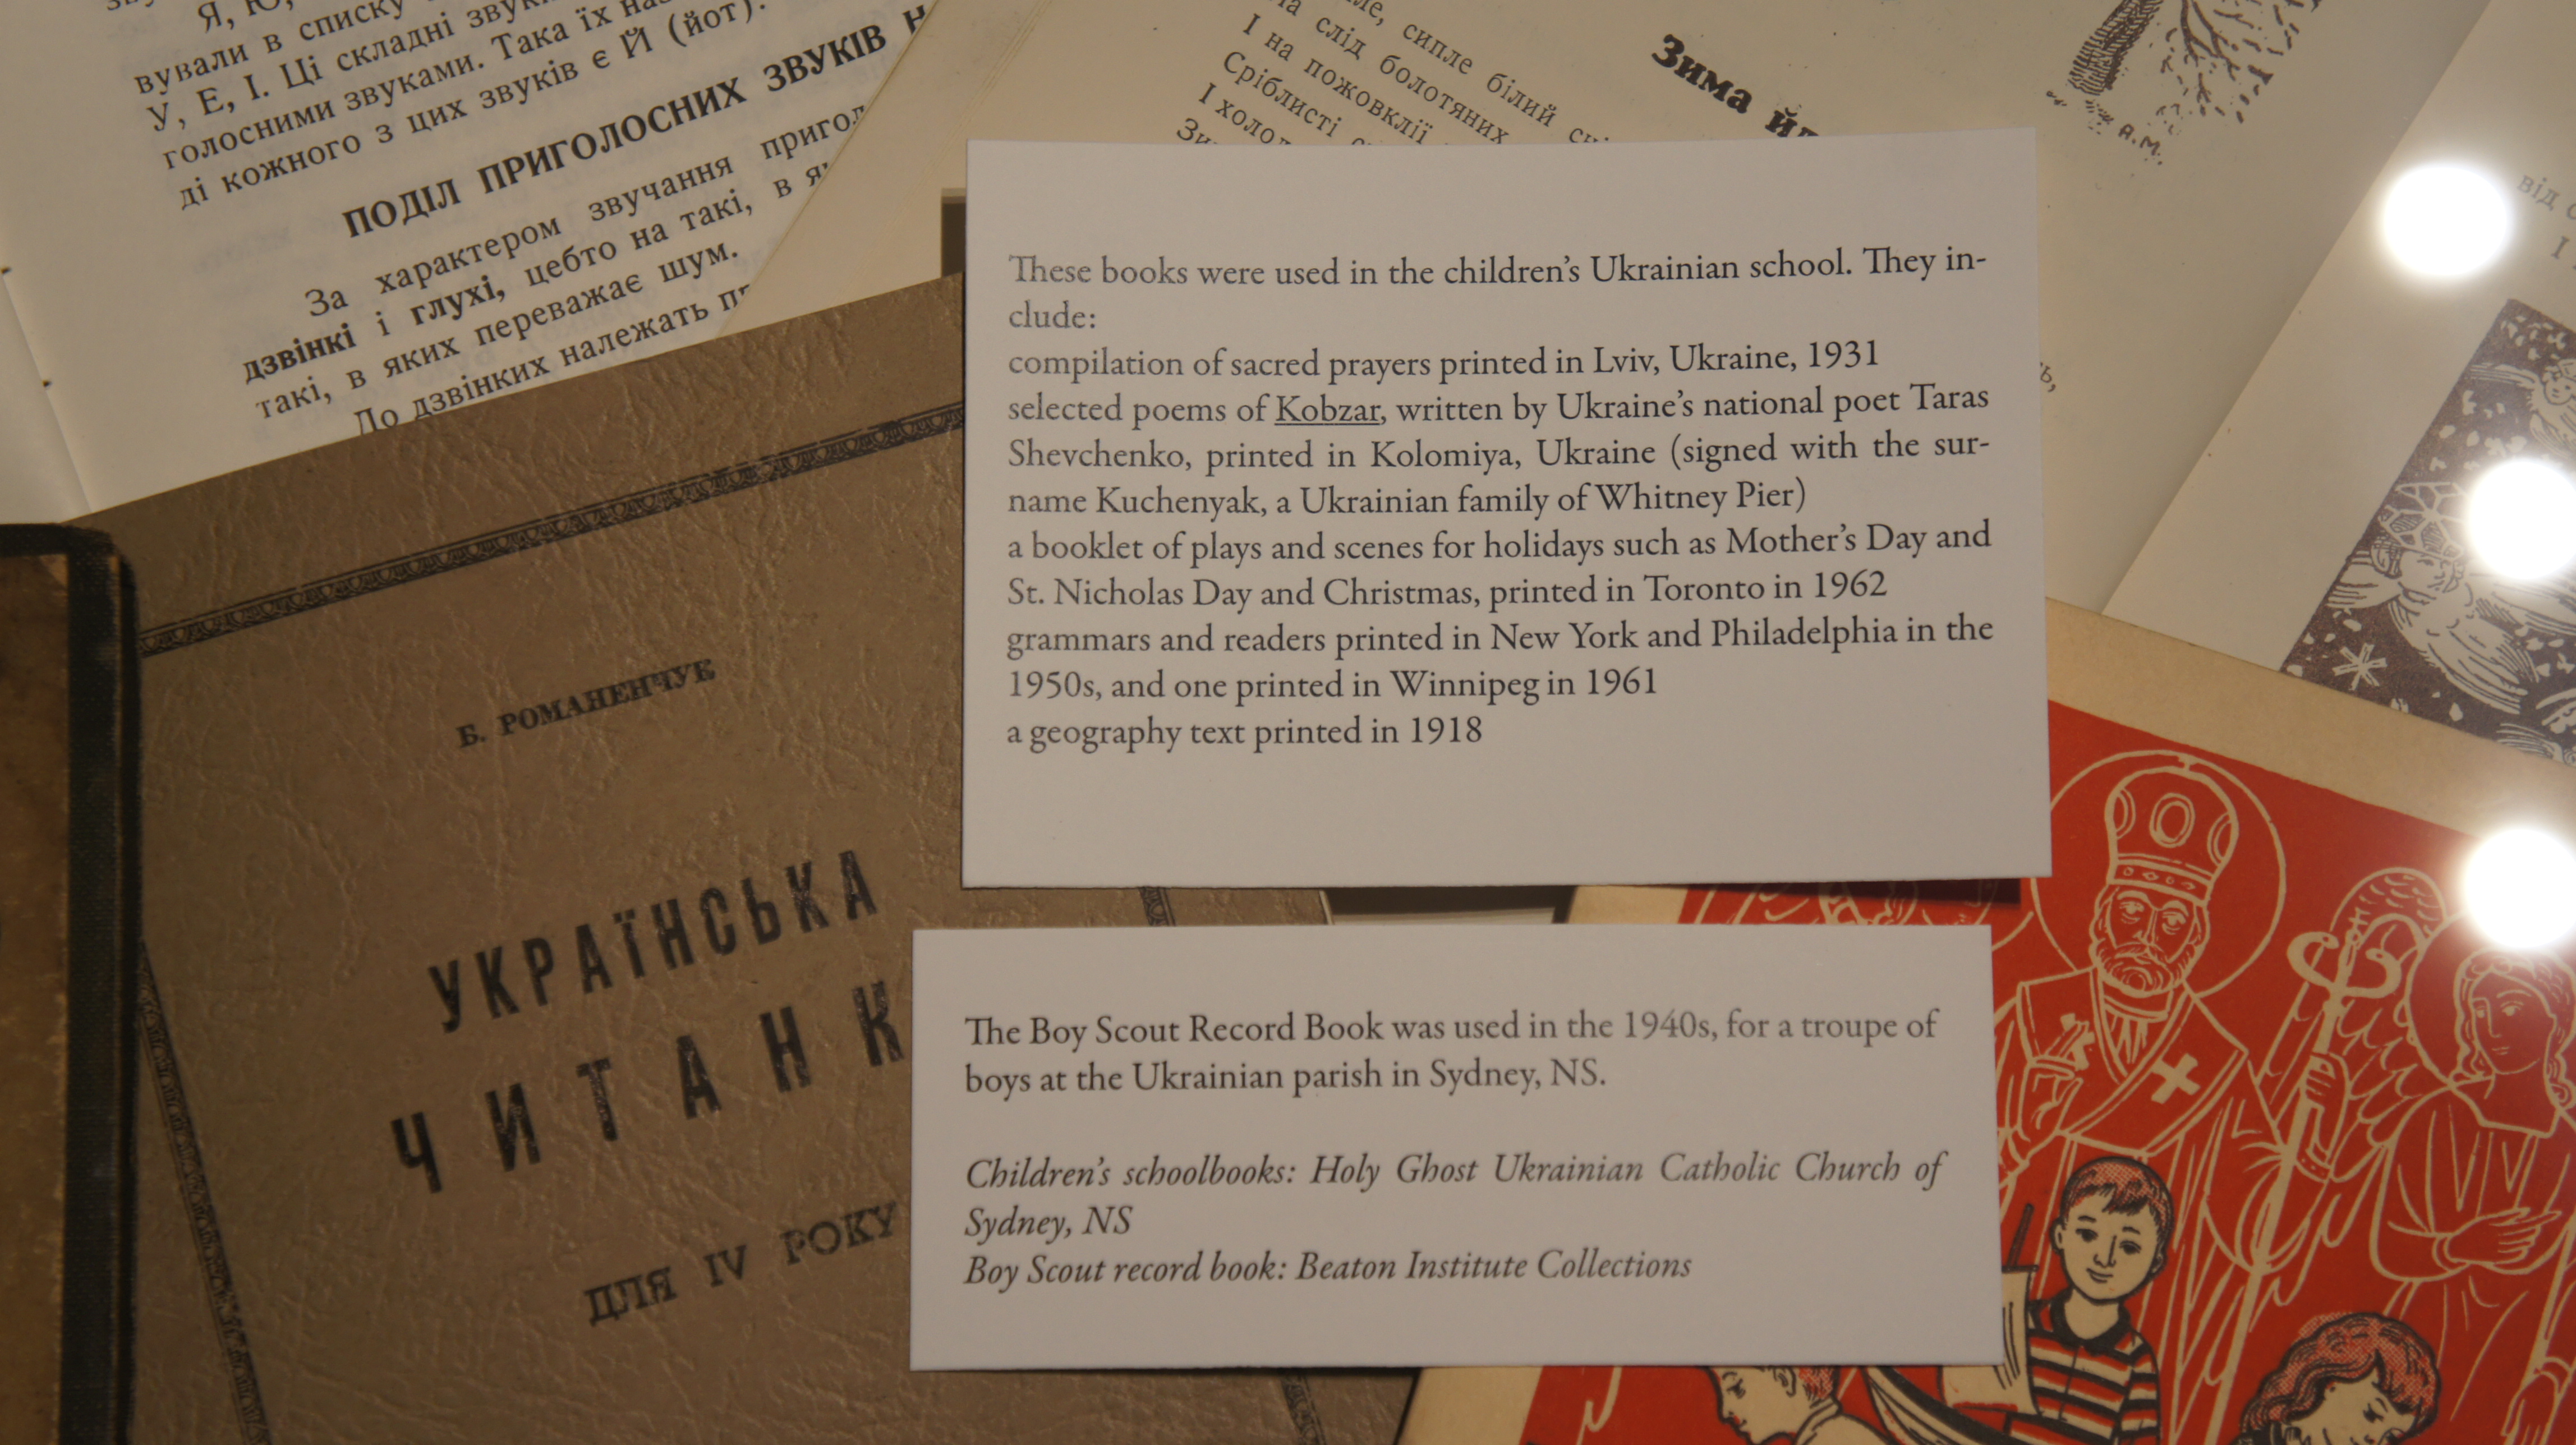 Я, Ю,
вували в списку
У, Е, І. Ці складні
голосними звуками. Така їх
ді кожного з цих звуків є Й (йот).
ПОДІЛ ПРИГОЛОСНИХ ЗВУКІВ
За характером звучання
дзвінкі і глухі, цебто на такі, в
такі, в яких переважає шум.
До дзвінких належать
сипле білий
слід болотяних
І на пожовклії
Сріблисті
І
Зима
А.М.
від
І
Б. РОМАНЕНЧУК
УКРАЇНСЬКА
ЧИТАНК
ДЛЯ IV РОКУ
These books were used in the children's Ukrainian school. They in-
clude:
compilation of sacred prayers printed in Lviv, Ukraine, 1931
selected poems of Kobzar, written by Ukraine's national poet Taras
Shevchenko, printed in Kolomiya, Ukraine (signed with the sur-
name Kuchenyak, a Ukrainian family of Whitney Pier)
a booklet of plays and scenes for holidays such as Mother's Day and
St. Nicholas Day and Christmas, printed in Toronto in 1962
grammars and readers printed in New York and Philadelphia in the
1950s, and one printed in Winnipeg in 1961
a geography text printed in 1918
The Boy Scout Record Book was used in the 1940s, for a troupe of
boys at the Ukrainian parish in Sydney, NS.
Children's schoolbooks: Holy Ghost Ukrainian Catholic Church of
Sydney, NS
Boy Scout record book: Beaton Institute Collections